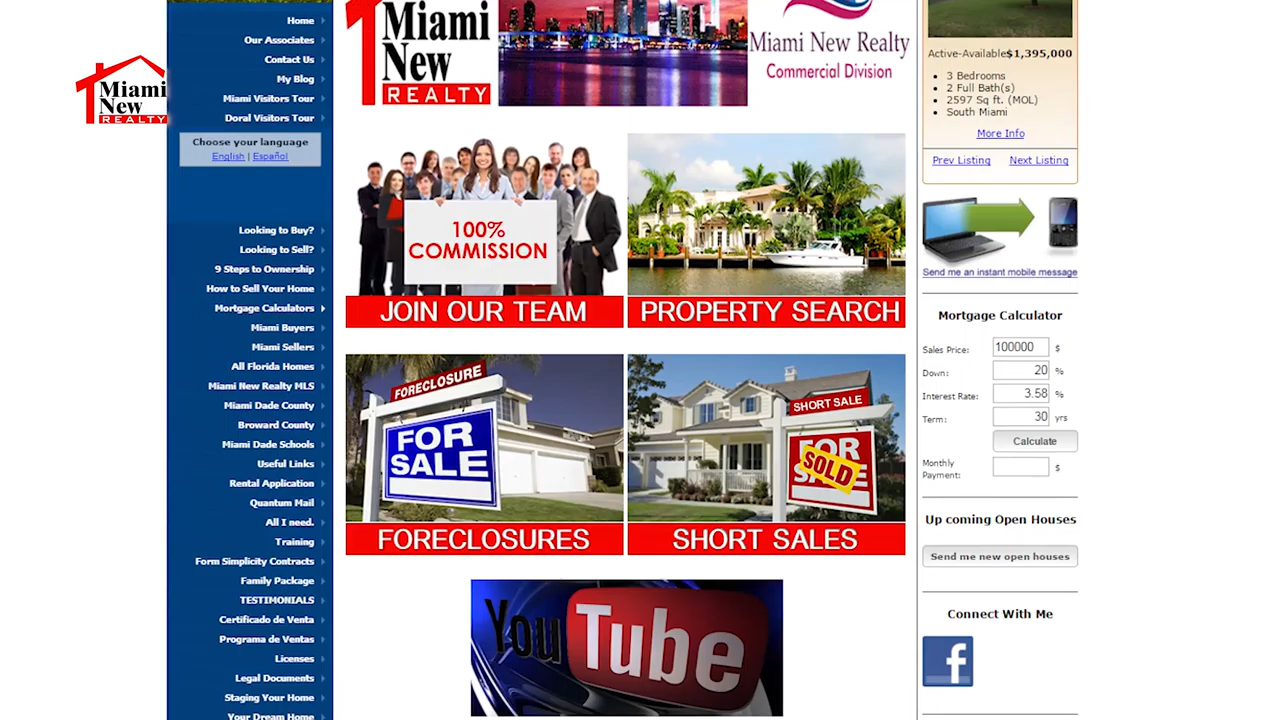 Miami
New
REALTY
Home
Our Associates
Contact Us
My Blog
Miami Visitors Tour
Doral Visitors Tour
Choose your language
English | Español
Looking to Buy?
Looking to Sell?
9 Steps to Ownership
How to Sell Your Home
Mortgage Calculators
Miami Buyers
Miami Sellers
All Florida Homes
Miami New Realty MLS
Miami Dade County
Broward County
Miami Dade Schools
Useful Links
Rental Application
Quantum Mail
All I need.
Training
Form Simplicity Contracts
Family Package
TESTIMONIALS
Certificado de Venta
Programa de Ventas
Licenses
Legal Documents
Staging Your Home
Your Dream Home
Miami
New
REALTY
Miami New Realty
Commercial Division
100%
COMMISSION
JOIN OUR TEAM
PROPERTY SEARCH
FORECLOSURE
FOR
SALE
FORECLOSURES
SHORT SALE
FOR
SALE
SOLD
SHORT SALES
YouTube
Active-Available$1,395,000
3 Bedrooms
2 Full Bath(s)
2597 Sq ft. (MOL)
South Miami
More Info
Prev Listing Next Listing
Send me an instant mobile message
Mortgage Calculator
Sales Price: 100000 $
Down: 20 %
Interest Rate: 3.58 %
Term: 30 yrs
Calculate
Monthly
Payment: $
Up coming Open Houses
Send me new open houses
Connect With Me
f